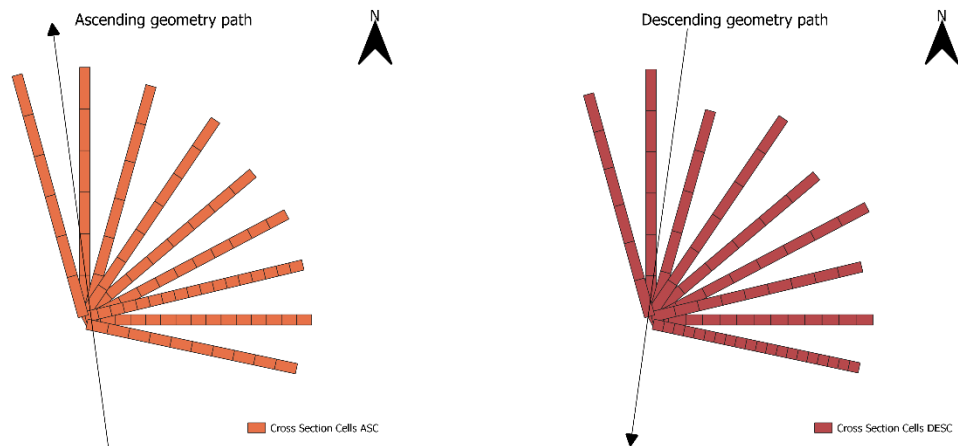 Ascending geometry path
N
Cross Section Cells ASC
Descending geometry path
N
Cross Section Cells DESC